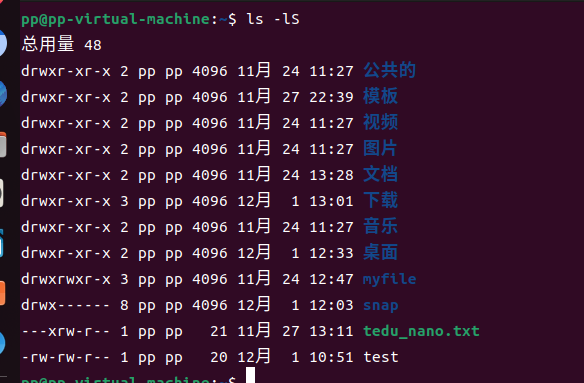 pp@pp-virtual-machine:~$ ls -lS
总用量 48
drwxr-xr-x 2 pp pp 4096 11月 24 11:27 公共的
drwxr-xr-x 2 pp pp 4096 11月 27 22:39 模板
drwxr-xr-x 2 pp pp 4096 11月 24 11:27 视频
drwxr-xr-x 2 pp pp 4096 11月 24 11:27 图片
drwxr-xr-x 2 pp pp 4096 11月 24 13:28 文档
drwxr-xr-x 3 pp pp 4096 12月  1 13:01 下载
drwxr-xr-x 2 pp pp 4096 11月 24 11:27 音乐
drwxr-xr-x 2 pp pp 4096 12月  1 12:33 桌面
drwxrwxr-x 3 pp pp 4096 11月 24 12:47 myfile
drwx------ 8 pp pp 4096 12月  1 12:03 snap
---xrw-r-- 1 pp pp   21 11月 27 13:11 tedu_nano.txt
-rw-rw-r-- 1 pp pp   20 12月  1 10:51 test
pp@pp-virtual-machine:~$